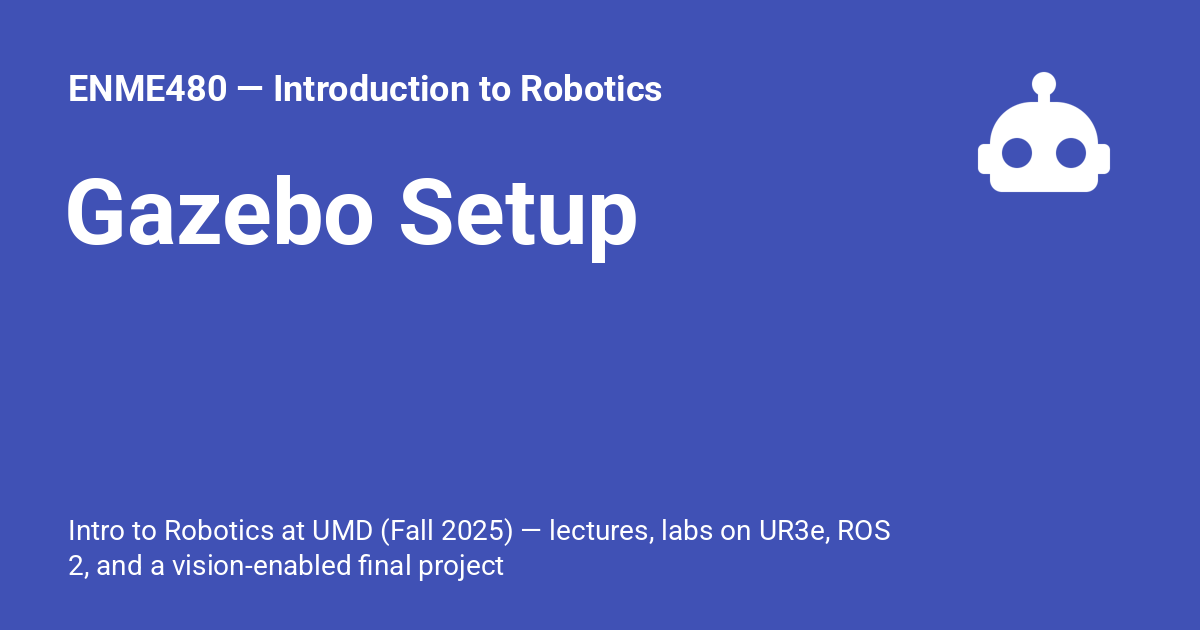 ENME480 — Introduction to Robotics
Gazebo Setup
Intro to Robotics at UMD (Fall 2025) — lectures, labs on UR3e, ROS
2, and a vision-enabled final project